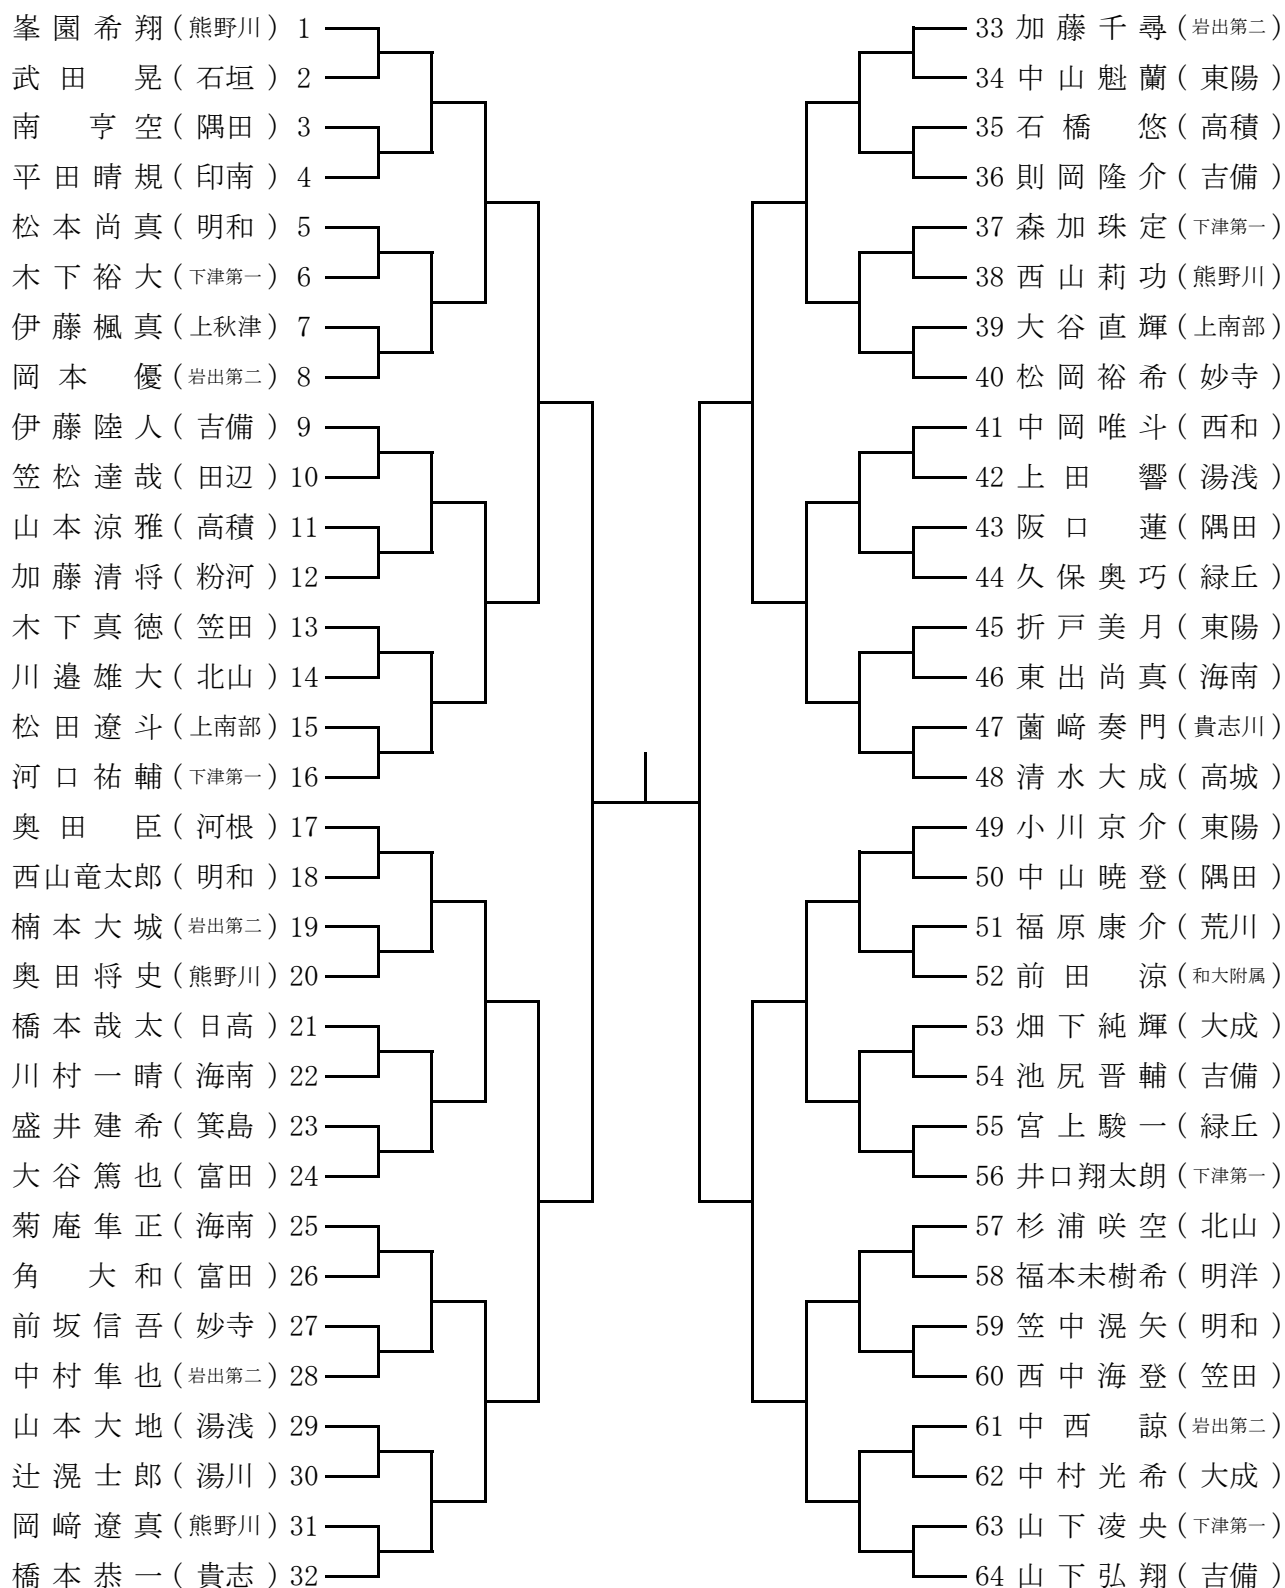 峯園希翔(熊野川) 1
武田 晃(石垣) 2
南 亨空(隅田) 3
平田晴規(印南) 4
松本尚真(明和) 5
木下裕大(下津第一) 6
伊藤楓真(上秋津) 7
岡本 優(岩出第二) 8
伊藤陸人(吉備) 9
笠松達哉(田辺) 10
山本涼雅(高積) 11
加藤清将(粉河) 12
木下真徳(笠田) 13
川邉雄大(北山) 14
松田遼斗(上南部) 15
河口祐輔(下津第一) 16
奥田 臣(河根) 17
西山竜太郎(明和) 18
楠本大城(岩出第二) 19
奥田将史(熊野川) 20
橋本哉太(日高) 21
川村一晴(海南) 22
盛井建希(箕島) 23
大谷篤也(富田) 24
菊庵隼正(海南) 25
角 大和(富田) 26
前坂信吾(妙寺) 27
中村隼也(岩出第二) 28
山本大地(湯浅) 29
辻滉士郎(湯川) 30
岡﨑遼真(熊野川) 31
橋本恭一(貴志) 32
33 加藤千尋(岩出第二)
34 中山魁蘭(東陽)
35 石橋 悠(高積)
36 則岡隆介(吉備)
37 森加珠定(下津第一)
38 西山莉功(熊野川)
39 大谷直輝(上南部)
40 松岡裕希(妙寺)
41 中岡唯斗(西和)
42 上田 響(湯浅)
43 阪口 蓮(隅田)
44 久保奥巧(緑丘)
45 折戸美月(東陽)
46 東出尚真(海南)
47 薗﨑奏門(貴志川)
48 清水大成(高城)
49 小川京介(東陽)
50 中山暁登(隅田)
51 福原康介(荒川)
52 前田 涼(和大附属)
53 畑下純輝(大成)
54 池尻晋輔(吉備)
55 宮上駿一(緑丘)
56 井口翔太朗(下津第一)
57 杉浦咲空(北山)
58 福本未樹希(明洋)
59 笠中滉矢(明和)
60 西中海登(笠田)
61 中西 諒(岩出第二)
62 中村光希(大成)
63 山下凌央(下津第一)
64 山下弘翔(吉備)